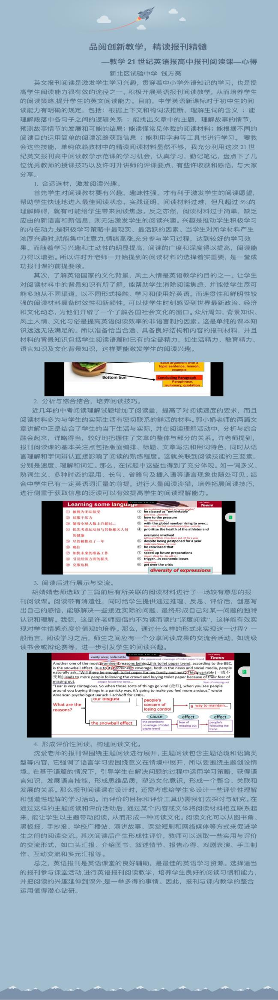 品阅创新教学，精读报刊精髓
—教学 21 世纪英语报高中报刊阅读课—心得
新北区试验中学 钱方亮
英文报刊阅读是激发学生学习兴趣，贯穿着中小学外语知识的学习，也是提
高学生阅读能力很有效的途径之一。积极开展英语报刊阅读教学，从而培养学生
的阅读策略,提升学生的英文阅读能力。目前，中学英语新课标对于初中生的阅
读能力有明确的规定，包括：根据上下文和构词法推断，理解生词的含义 ；能
理解段落中各句子之间的逻辑关系 ；能找出文章中的主题，理解故事的情节，
预测故事情节的发展和可能的结局；能读懂常见体裁的阅读材料；能根据不同的
阅读目的运用简单的阅读策略获取信息 ；能利用字典等工具书进行学习。 要教
会这些技能，单纯依赖教材中的精读阅读材料显然不够，我充分利用这次 21 世
纪英文报刊高中阅读教学示范课的学习机会，认真学习，勤记笔记，盘点下了几
位优秀教师的授课技巧以及许时升讲师的评课要点，有些许收获和感悟，与大家
分享。
1. 合适选材，激发阅读兴趣。
首先学生对阅读教材要有兴趣，趣味性强，才有利于激发学生的阅读愿望，
帮助学生快速地进入最佳阅读状态。实践证明，阅读材料过难，但凡超过 5%的
理解障碍，就有可能给学生带来阅读焦虑。反之亦然，阅读材料过于简单，缺乏
应由的新语言和新信息，则无法激发学生的阅读兴趣。兴趣是推动学生积极学习
的内在动力,是积极学习策略中最现实、最活跃的因素。当学生对所学材料产生
浓厚兴趣时,就能集中注意力,情绪高涨,充分参与学习过程，达到较好的学习效
果。而随着学习兴趣和主动性的明显提高, 阅读的广度和深度得以提高，阅读能
力得以增强。所以许时升老师一开始提到的阅读材料的选择着实重要，是一堂成
功报刊课的前提要领。
其次，了解英语国家的文化背景，风土人情是英语教学的目的之一。让学生
对阅读材料中的背景知识有所了解，能帮助学生消除阅读焦虑，并能使学生尽可
能多地从不同渠道，以不同形式接触、学习和使用好英语。而连贯性和鲜明性较
强的阅读材料具备时效性和新颖性，可以使学生时刻感受到世界最新政治、经济
和文化动态，为他们开辟了一个了解各国社会文化的窗口。众所周知，背景知识、
风土人情、文化习俗是提高英语阅读效率的非语言制约因素。这是单纯的课本知
识远远无法满足的。所以准备恰当合适、具备良好结构和内容的报刊材料，并且
材料的背景知识包括学生阅读语篇时已有的全部精力，如生活精力、教育精力、
语言知识及文化背景知识，这样更能激发学生的阅读兴趣。
Each argument with a
topic sentence, reason,
example
Bottom bun
Concluding Paragraph
Paraphrase,
summary, quotation
2. 分析与综合结合，培养阅读技巧。
近几年的中考阅读理解试题增加了阅读量，提高了对阅读速度的要求，而且
阅读材料多为与学生的实际生活有密切联系的鲜活的材料。郭小娟老师的两篇文
章讲解中正是结合了学生的当下生活与实际，并在阅读理解活动中，分析与综合
融会起来，详略得当，较好地把握住了文章的整体与部分的关系。许老师提到，
报刊阅读课的基本关注点包括版面编排、标题、文章写法和用词特色，同时从语
言理解和字词辨认直接影响了阅读的熟练程度。这就关联到阅读技能的三要素，
分别是速度、理解和词汇。那么，在试题中这些也得到了充分体现。如一词多义、
熟词生义、多种时态的混用、长句、省略句及插入语等语言现象也随处可见。结
合中学生已有一定英语词汇量的前提，进行大量阅读涉猎，培养拓展阅读技巧，
进行侧重于获取信息的泛读可以有效提高学生的阅读理解能力。
Learning some language
21st Century
Teens
be considered/regarded as"unacceptable"
① 被视为无法接受
① be classed as "unthinkable"
give in to.../bend to
② 屈服于压力
② bow to the pressure
As...rises to over...,...
③ 随着全球人数上升超过...
③ with the global number rising to over...
take...into the first consideration/give...priority
④ 优先考虑运动员与其他相关人员
的健康
④ prioritize the health of the athletes and
everyone involved
Although/While it has been put off for a year
⑤ 尽管被推迟了一年
⑤ despite being postponed for a year
make sure/know...for sure
⑥ 确信
⑥ be convinced that
quicken...
⑦ 加快未来的准备工作
⑦ speed up future preparations
cause.../lead to.../result in...
⑧ 引发经济方面的损失
⑧ trigger...in economic losses
overcome...
⑨ 克服危机
⑨ get over the crisis
diversity of expressions
3. 阅读后进行展示与交流。
胡婧婧老师选取了三篇前后有所关联的阅读材料进行了一场较有意思的报
刊阅读课。阅读带有消遣性，同时给学生提供通过推理、反思、评价后，创意写
出自己的感悟，能够解决一些接近实际的问题，最终形成自己对某一问题的独特
认识和理解。我想，这是许老师提倡的不为读而读的“深度阅读”，这样能有效实
现对学生情感态度价值观的培养。那么，通过什么样的形式来实现这一过程？一
般而言，阅读学习之后，师生之间应有一个分享阅读成果的交流会活动，如班级
读书会或辩论赛等，进一步引发学生的阅读兴趣。
easily seen; noticeable
the prominent coverage of toilet paper trend
21st Century
Teens
Another one of the most prominent reasons behind this toilet paper trend, according to the BBC,
is the snowball effect. Due to its prominent coverage, both in the news and social media, people
naturally ask, "Will there be enough toilet paper for my family and me?" This invariably (一成不
变地) leads to more people following the crowd and buying toilet paper because of their fear of
missing out.
people follow the trend...
fear of missing out
"Fear is very contagious. So when those sorts of things go viral (走红), when you see people
around you buying things in a panicky way, it's going to make you feel more anxious," wrote
American psychologist Baruch Fischhoff for CNBC.
our disgust
What are the
reasons?
people's
concern of
losing control
a way to maintain...
the snowball effect
cause
effect
effect
the prominent
coverage of toilet
paper trend
fear of
missing out
people's
following the
trend
4. 形成评价性阅读，构建阅读文化。
沈爱老师的报刊课围绕主题阅读进行展开, 主题阅读包含主题语境和语篇类
型等内容，它强调了语言学习要围绕意义在情境中展开，所以要围绕主题创设情
境。在基于语篇的情况下，引导学生在解决问题的过程中运用学习策略，获得语
言知识，发展语言技能，形成思维品质，塑造文化意识，形成一个整合、关联和
发展的关系。那么报刊阅读课在设计时，还需考虑给学生多设计一些评价性理解
和创造性理解的学习活动。而评价的目标和评价工具仍需我们去探讨与研究。在
通过这样的主题阅读和评价活动后，通过某个内容或文体将阅读材料相互联系起
来，能让学生以主题带动阅读，从而形成一种阅读文化。阅读文化可以从图书角、
黑板报、手抄报、学校广播站、演讲故事、课堂短剧和网络媒体等方式来促进学
生之间的阅读交流。其次阅读后产生形成性评价，教师可以选取一些实用与评价
的交流形式，如口头汇报、介绍图书、叙述情节、报告心得、戏剧表演、手工制
作、互动交流和多元汇报等。
总之，英语报刊是英语课堂的良好辅助，是最佳的英语学习资源。选择适当
的报刊参与课堂活动,进行英语报刊阅读教学，培养学生良好的阅读习惯和能力，
并把阅读的兴趣延伸到课外,是一举多得的事情。因此，报刊与课内教学的整合
运用值得潜心钻研。